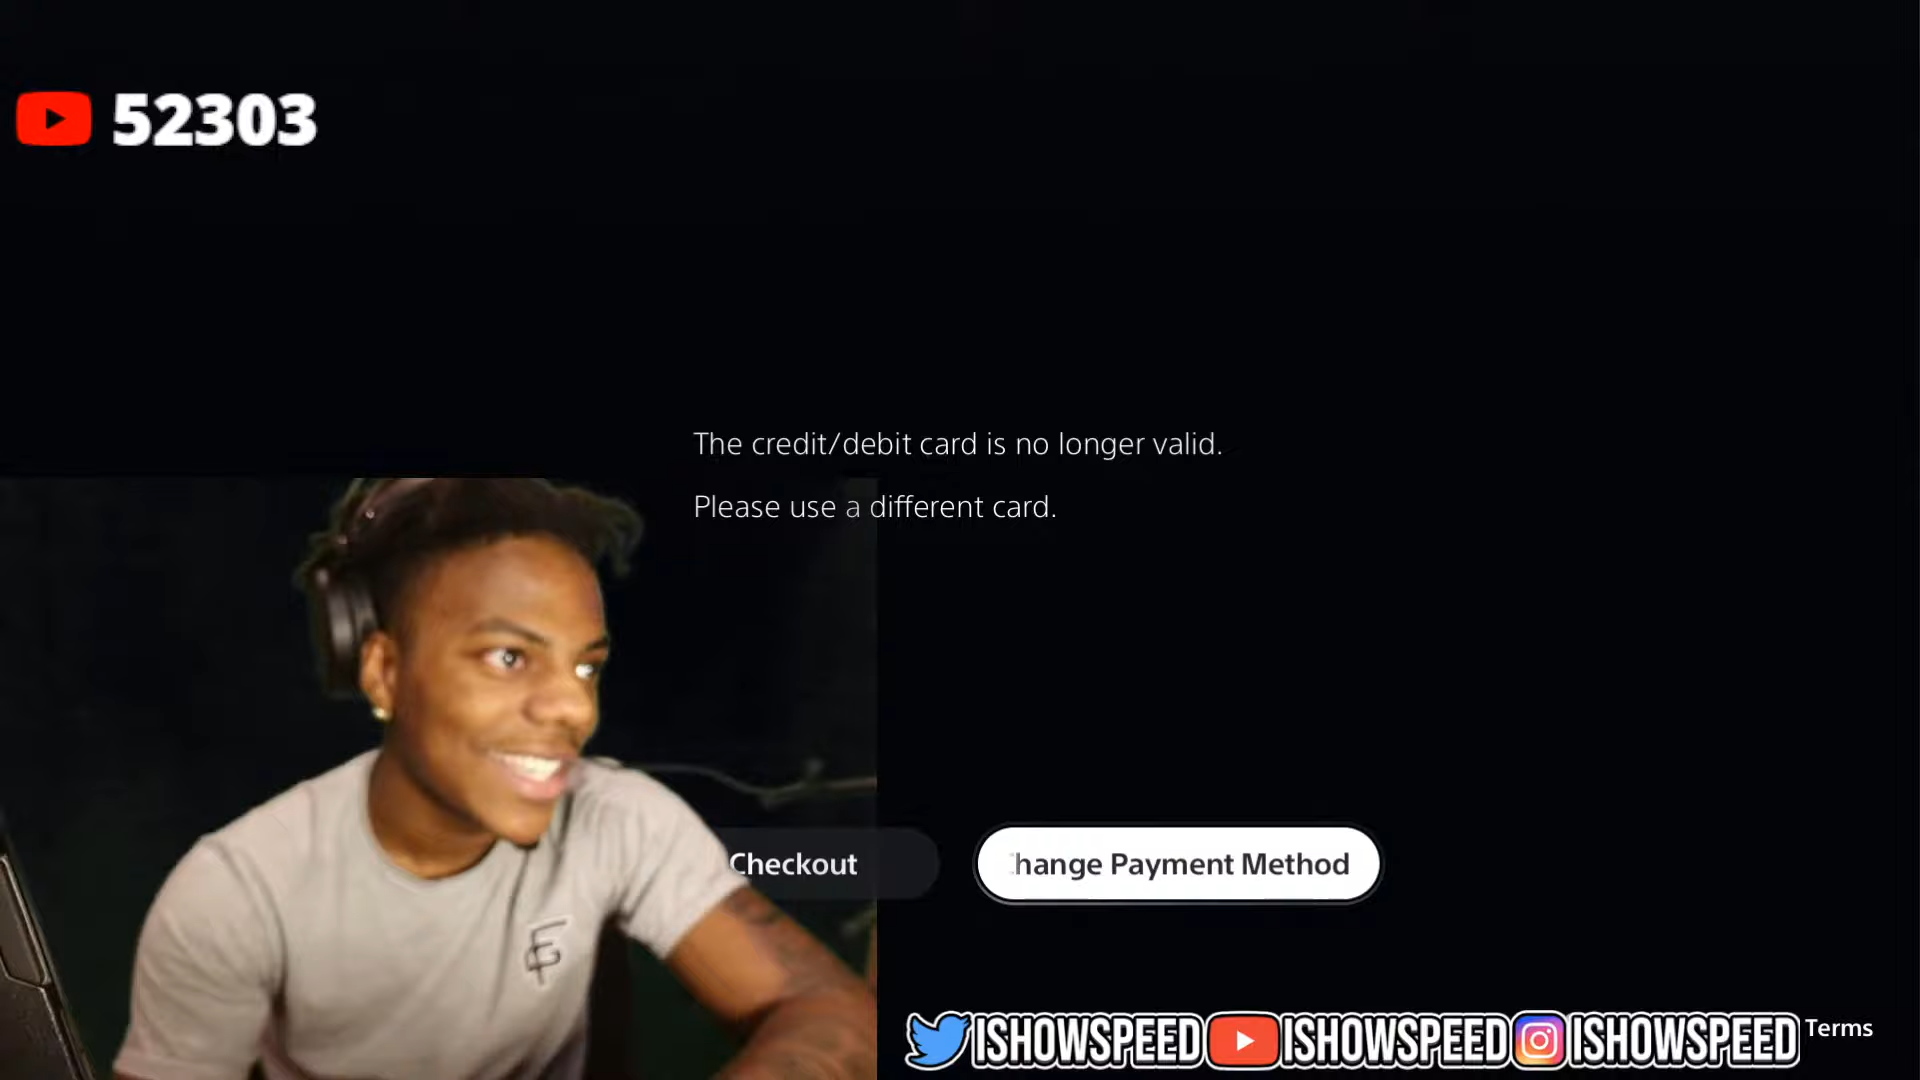 52303
The credit/debit card is no longer valid.
Please use a different card.
Checkout
hange Payment Method
ISHOWSPEED ISHOWSPEED ISHOWSPEED Terms